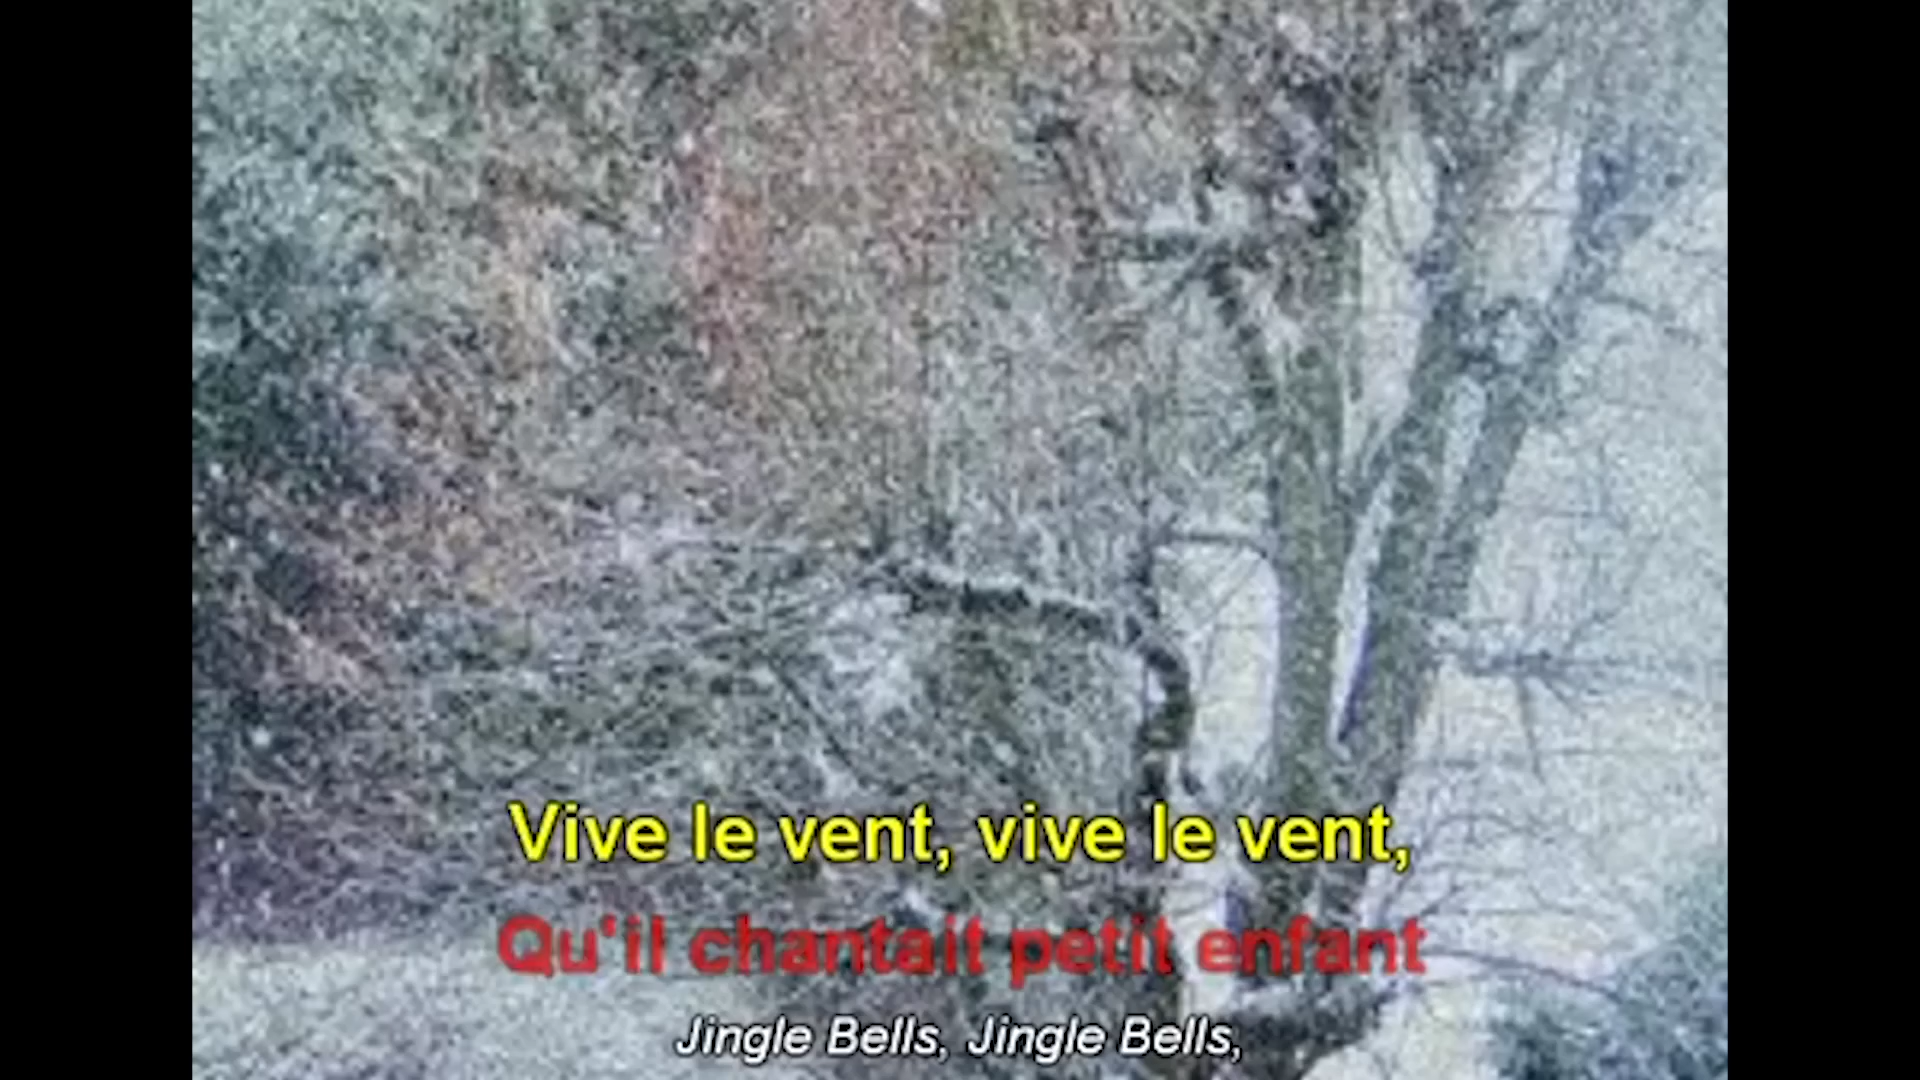 Vive le vent, vive le vent,
Qu'il chantait petit enfant
Jingle Bells, Jingle Bells,